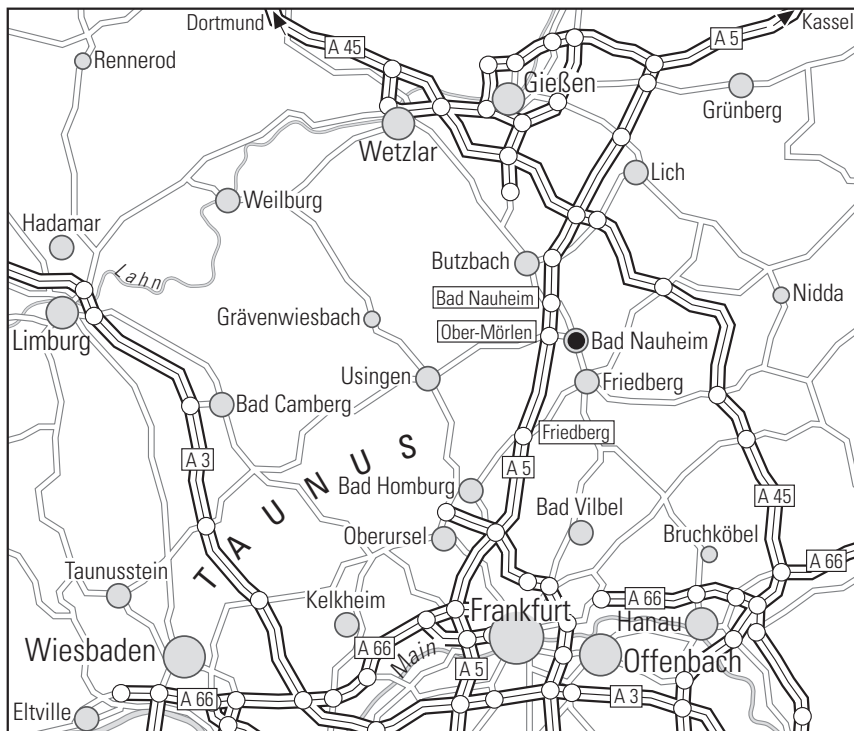 Dortmund
A 45
A 5
Kassel
Rennerod
Gießen
Grünberg
Wetzlar
Lich
Weilburg
Hadamar
Lahn
Butzbach
Bad Nauheim
Nidda
Grävenwiesbach
Ober-Mörlen
Bad Nauheim
Limburg
Usingen
Friedberg
Bad Camberg
Friedberg
A 3
TAUNUS
A 5
Bad Homburg
A 45
Bad Vilbel
Oberursel
Bruchköbel
A 66
Taunusstein
Kelkheim
Frankfurt
A 66
Hanau
Wiesbaden
A 66
Main
Offenbach
A 5
A 66
A 3
Eltville